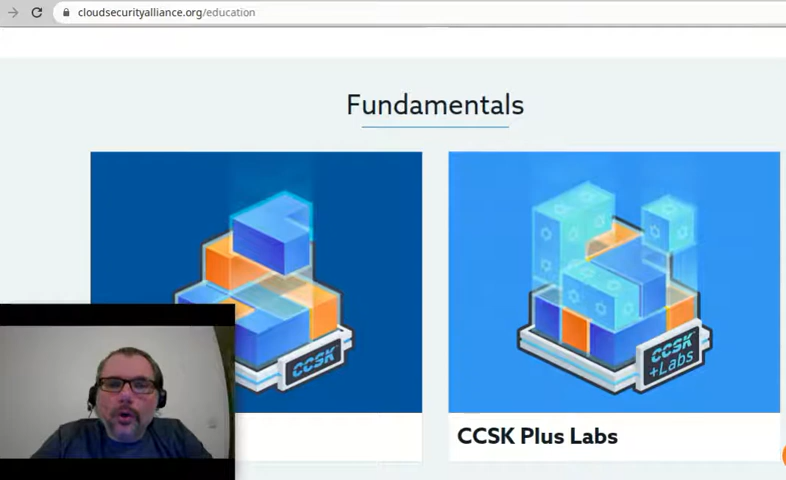 cloudsecurityalliance.org/education
Fundamentals
CCSK
CCSK
+Labs
CCSK Plus Labs